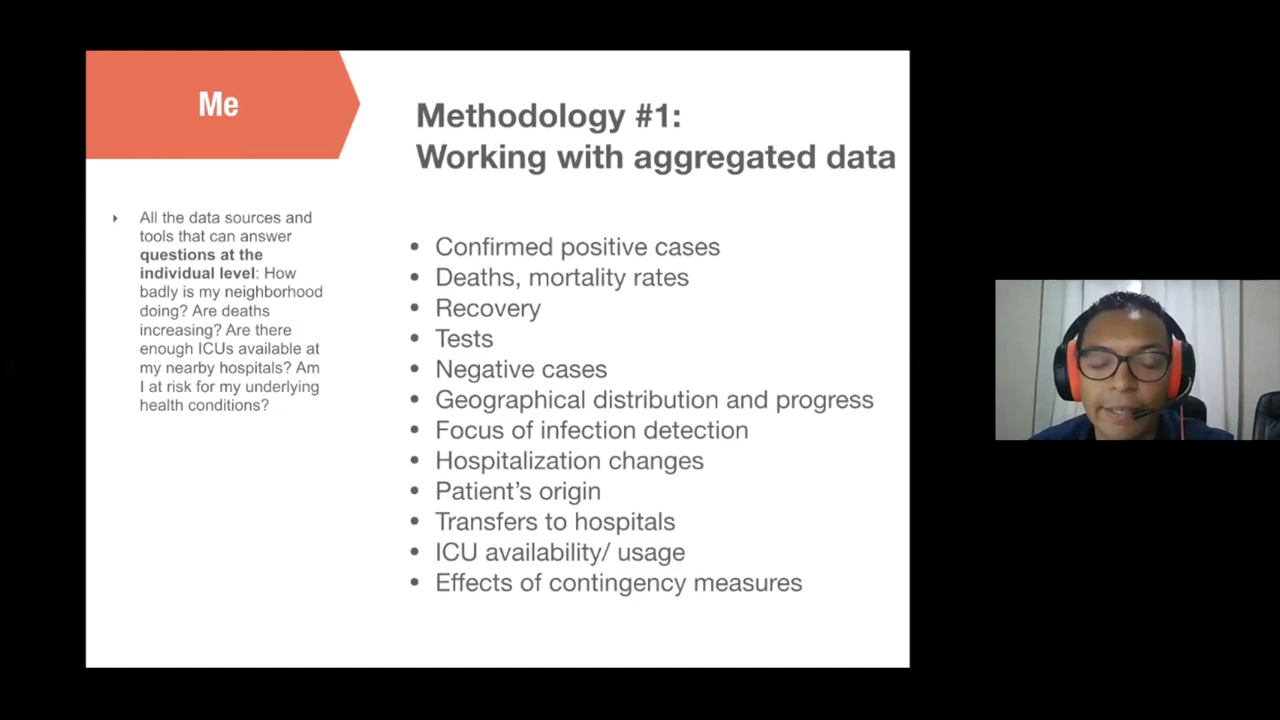 Me
Methodology #1:
Working with aggregated data
All the data sources and
tools that can answer
questions at the
individual level: How
badly is my neighborhood
doing? Are deaths
increasing? Are there
enough ICUs available at
my nearby hospitals? Am
I at risk for my underlying
health conditions?
• Confirmed positive cases
• Deaths, mortality rates
• Recovery
• Tests
• Negative cases
• Geographical distribution and progress
• Focus of infection detection
• Hospitalization changes
• Patient’s origin
• Transfers to hospitals
• ICU availability/ usage
• Effects of contingency measures